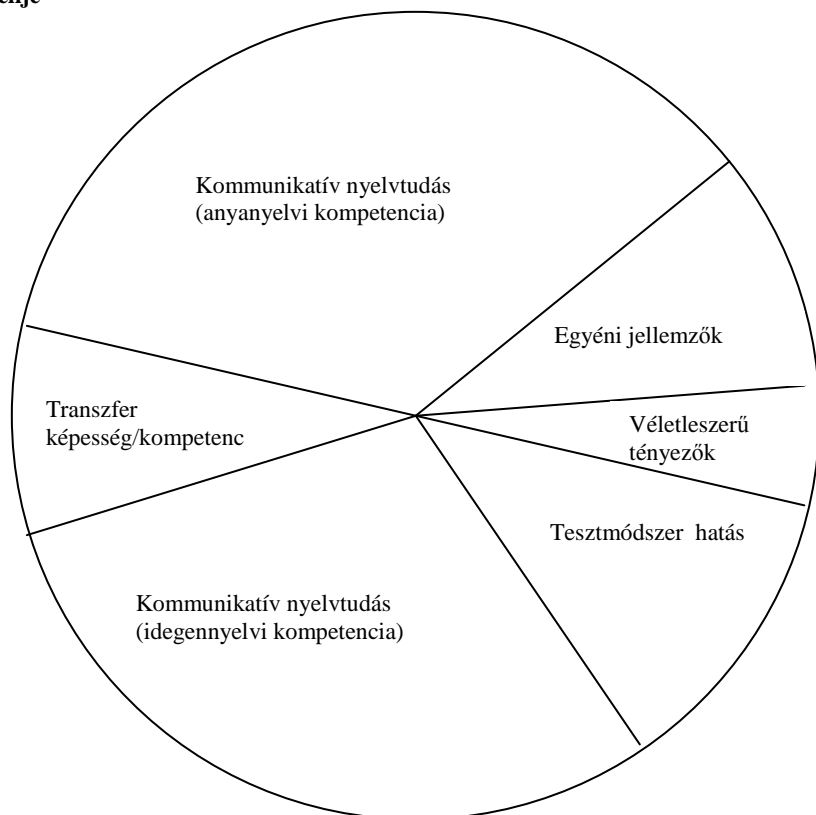 Kommunikatív nyelvtudás
(anyanyelvi kompetencia)
Egyéni jellemzők
Transzfer
képesség/kompetenc
Véletleszerű
tényezők
Tesztmódszer hatás
Kommunikatív nyelvtudás
(idegennyelvi kompetencia)